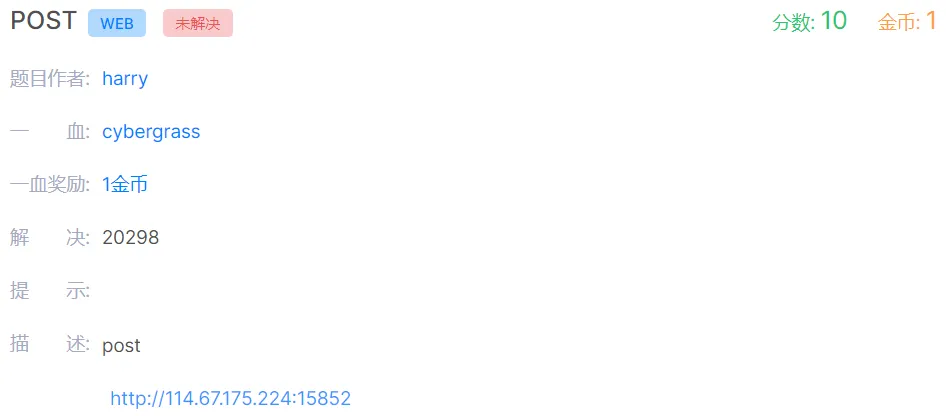 POST WEB 未解决 分数: 10 金币: 1
题目作者: harry
一 血: cybergrass
一血奖励: 1金币
解 决: 20298
提 示:
描 述: post
http://114.67.175.224:15852